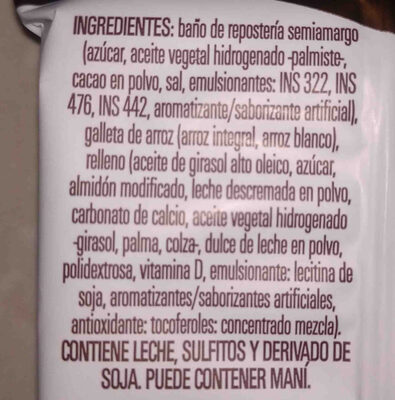 INGREDIENTES: baño de repostería semiamargo
(azúcar, aceite vegetal hidrogenado -palmiste-,
cacao en polvo, sal, emulsionantes: INS 322, INS
476, INS 442, aromatizante/saborizante artificial),
galleta de arroz (arroz integral, arroz blanco),
relleno (aceite de girasol alto oleico, azúcar,
almidón modificado, leche descremada en polvo,
carbonato de calcio, aceite vegetal hidrogenado
-girasol, palma, colza-, dulce de leche en polvo,
polidextrosa, vitamina D, emulsionante: lecitina de
soja, aromatizantes/saborizantes artificiales,
antioxidante: tocoferoles: concentrado mezcla).
CONTIENE LECHE, SULFITOS Y DERIVADO DE
SOJA. PUEDE CONTENER MANÍ.